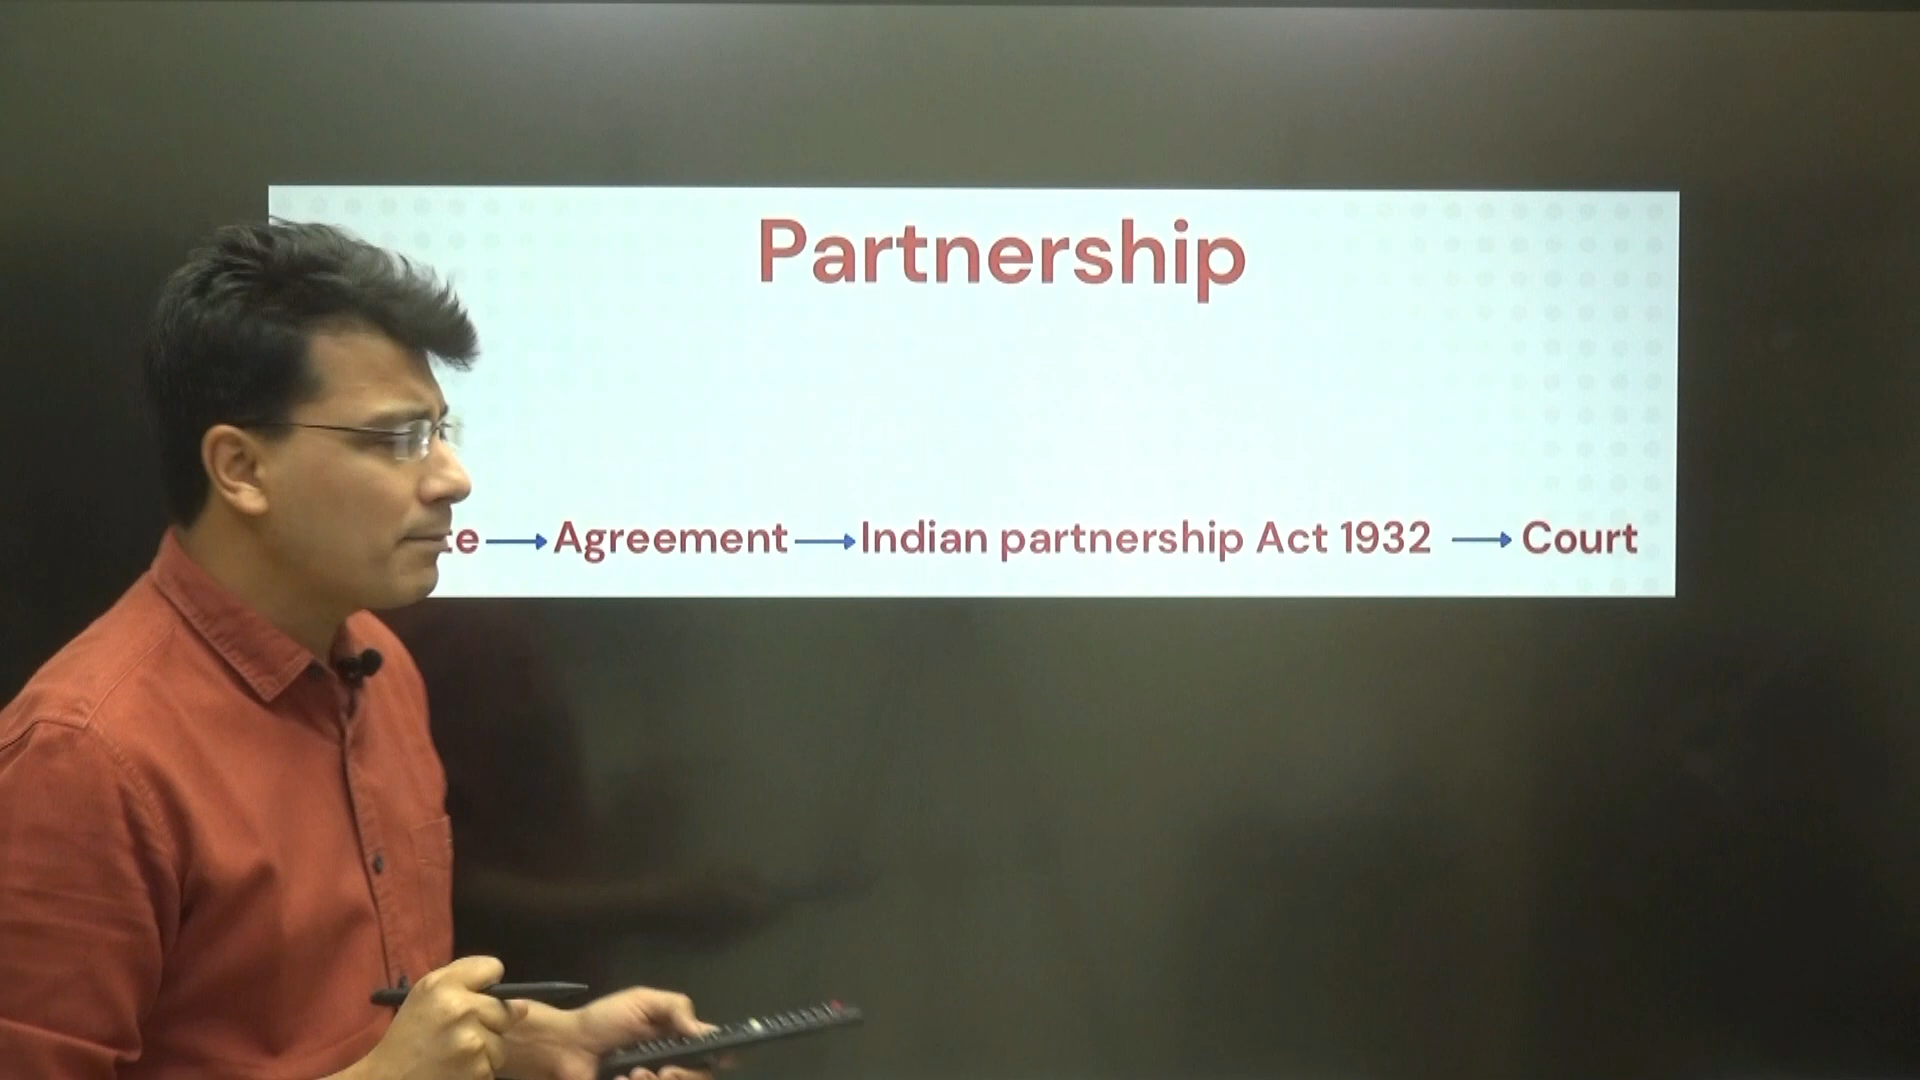 Partnership
Agreement → Indian partnership Act 1932 → Court